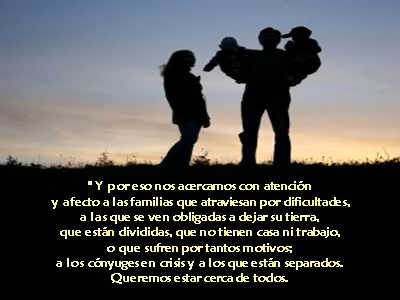 " Y por eso nos acercamos con atención
y afecto a las familias que atraviesan por dificultades,
a las que se ven obligadas a dejar su tierra,
que están divididas, que no tienen casa ni trabajo,
o que sufren por tantos motivos;
a los cónyuges en crisis y a los que están separados.
Queremos estar cerca de todos.